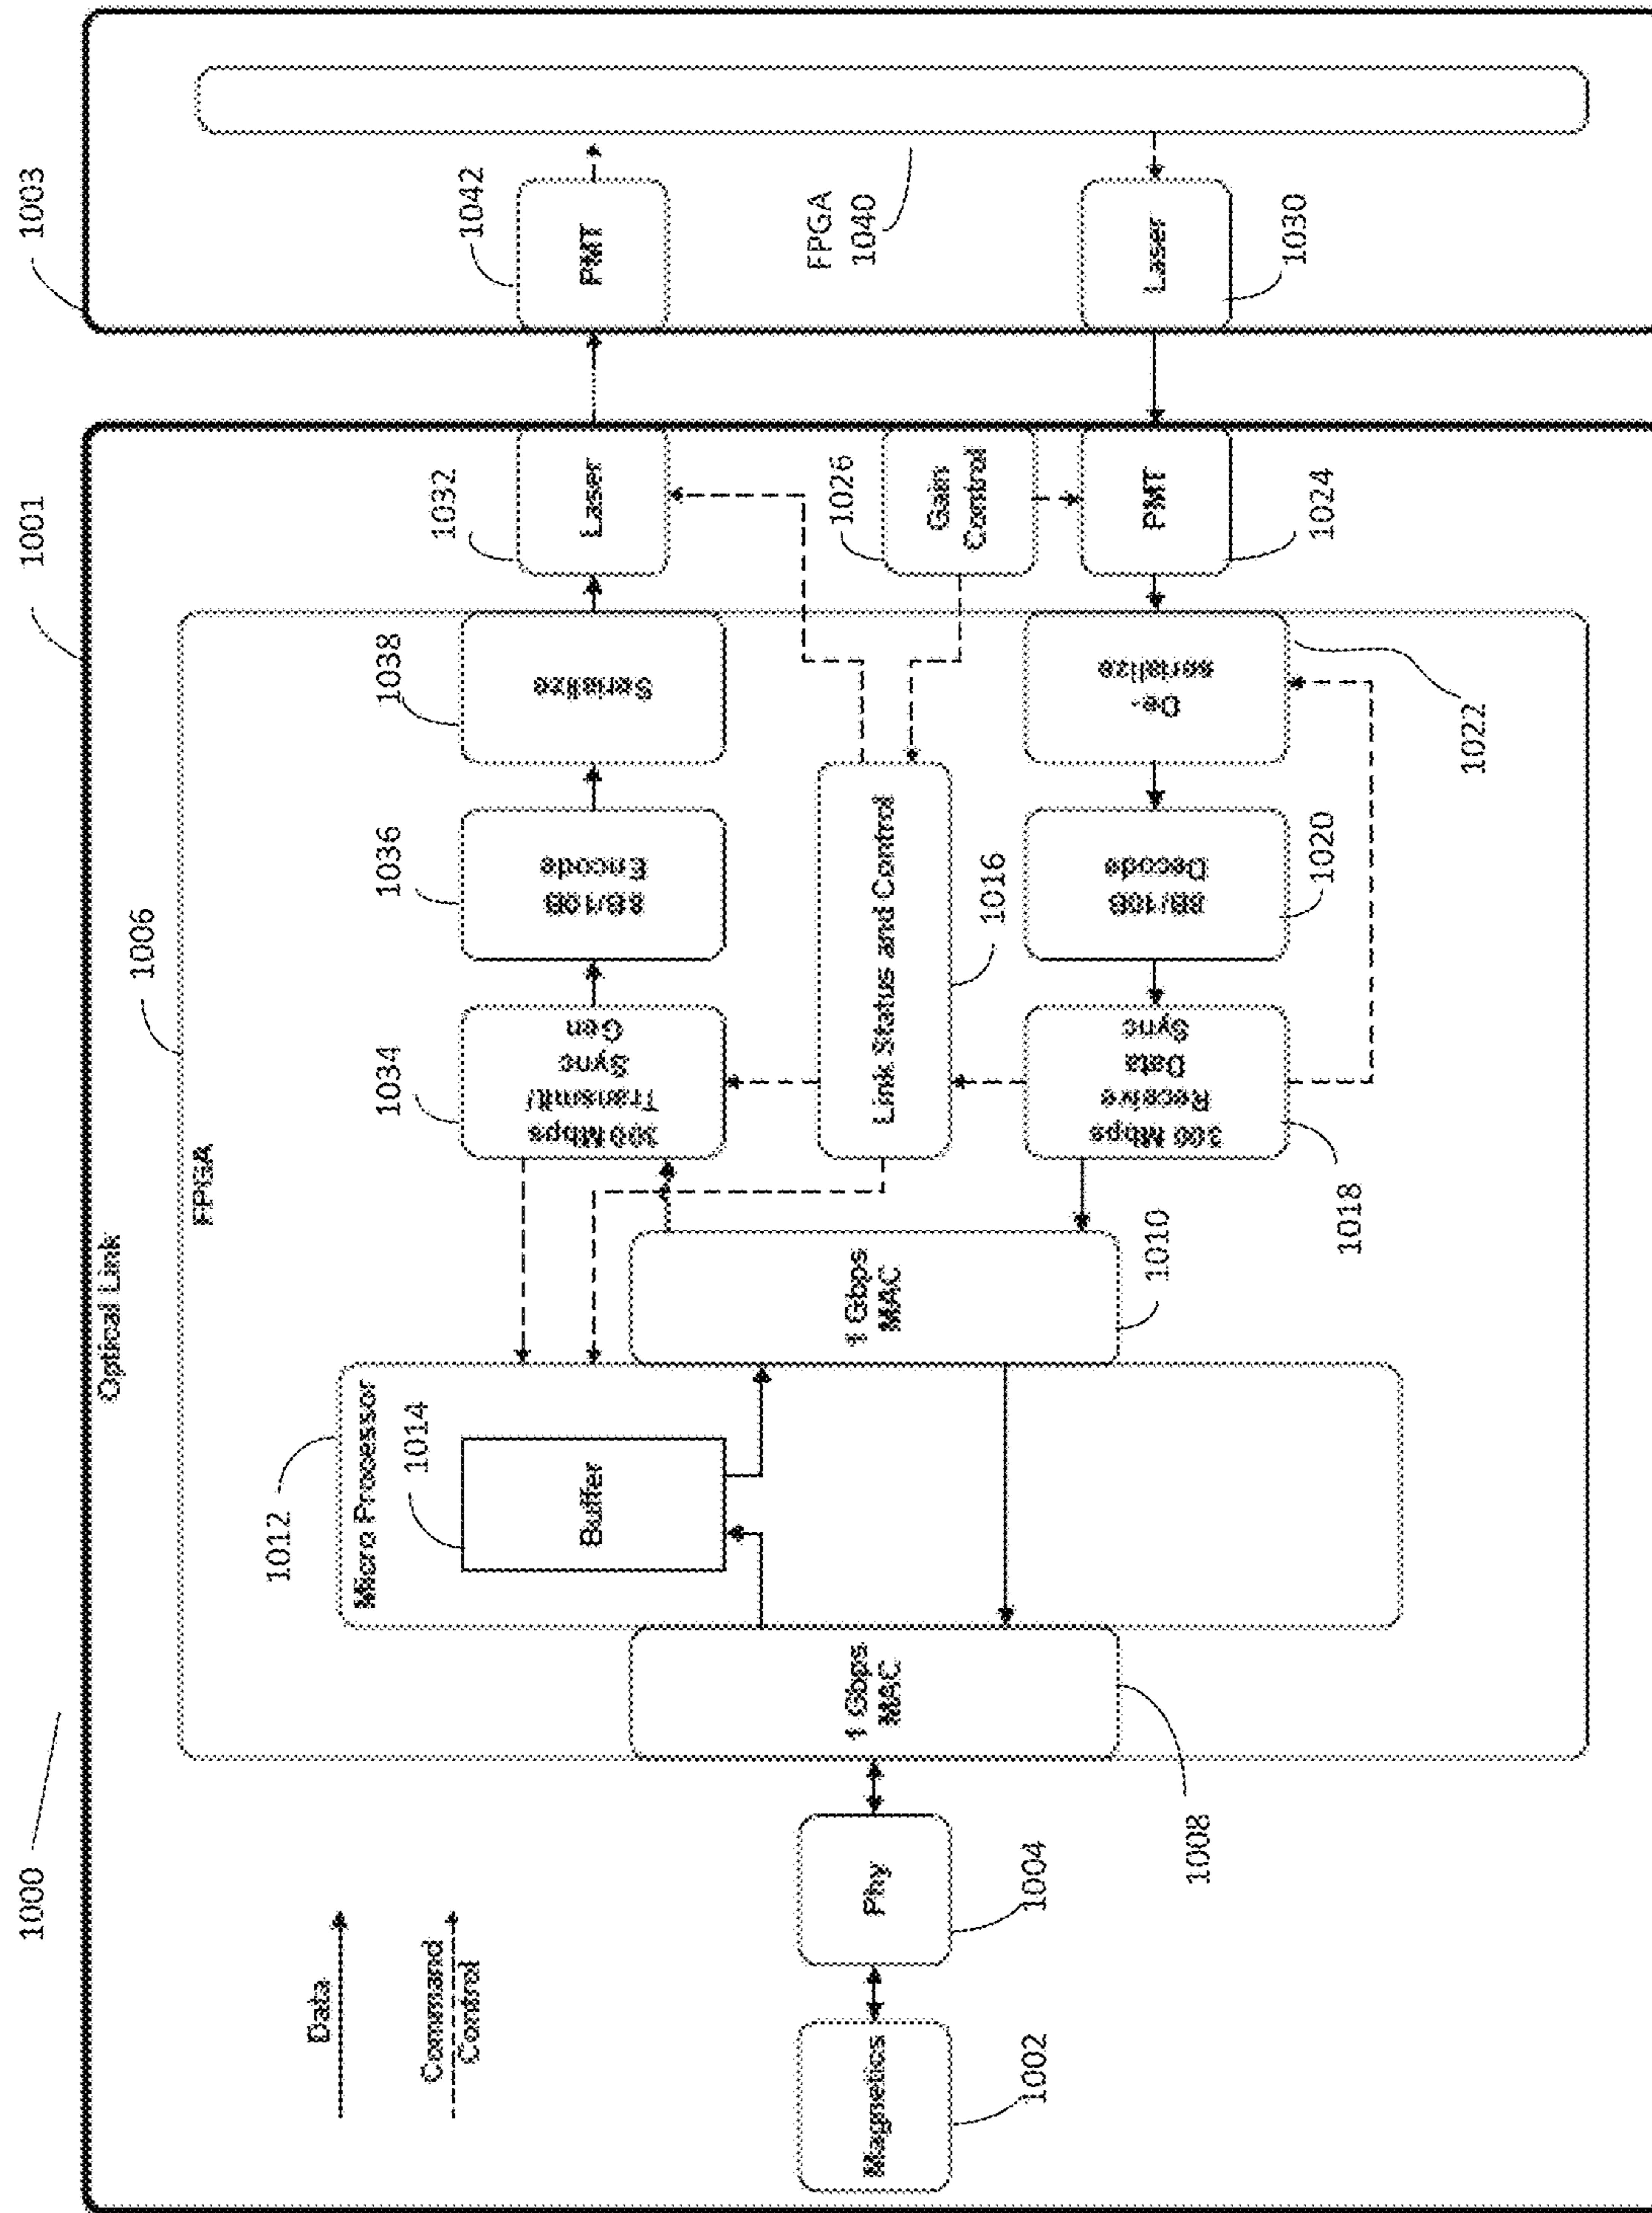 1000
1001
1003
Optical Link
Data
Command
Control
FPGA
1006
1012
Micro Processor
1014
Buffer
1034
300 Mbps
Transmit/
Sync
Gen
1036
8B/10B
Encode
1038
Serialize
1032
Laser
1042
PMT
Magnetics
1002
Phy
1004
1 Gbps
MAC
1008
1 Gbps
MAC
1010
Link Status and Control
1016
1026
Gain
Control
FPGA
1040
300 Mbps
Receive
Data
Sync
1018
8B/10B
Decode
1020
De-
serialize
1022
PMT
1024
Laser
1030